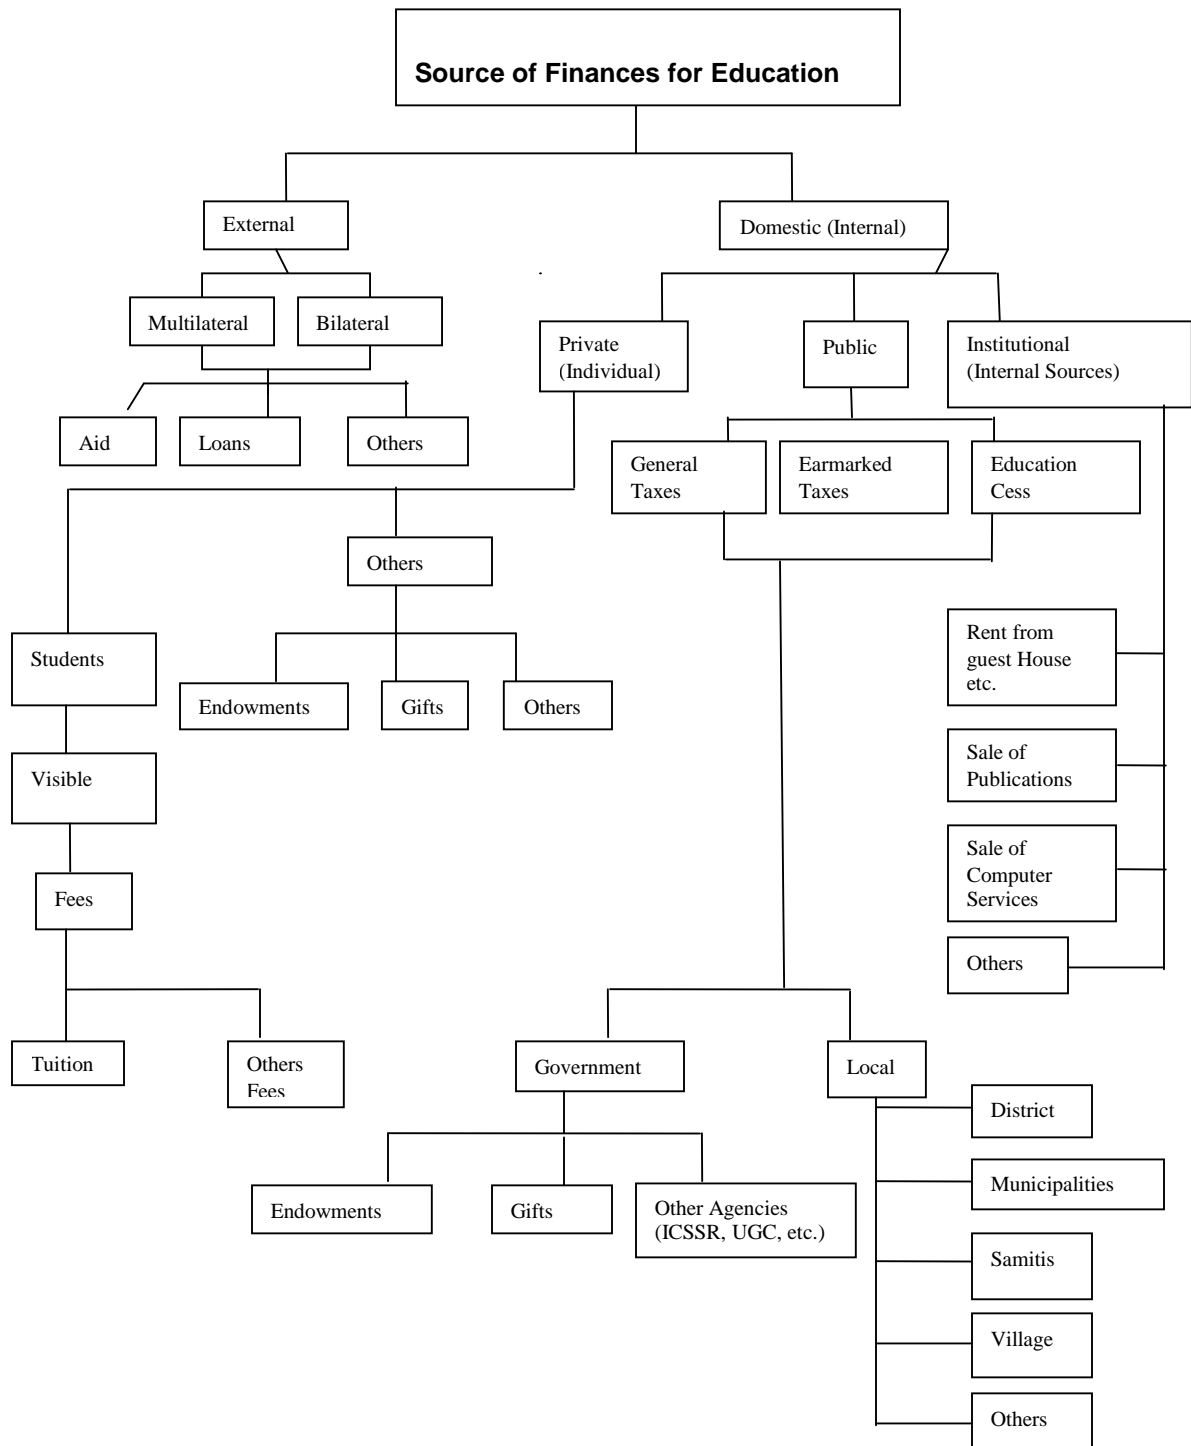 Source of Finances for Education
External
Domestic (Internal)
Multilateral
Bilateral
Private
(Individual)
Public
Institutional
(Internal Sources)
Aid
Loans
Others
General
Taxes
Earmarked
Taxes
Education
Cess
Others
Students
Rent from
guest House
etc.
Endowments
Gifts
Others
Visible
Sale of
Publications
Fees
Sale of
Computer
Services
Others
Tuition
Others
Fees
Government
Local
District
Municipalities
Endowments
Gifts
Other Agencies
(ICSSR, UGC, etc.)
Samitis
Village
Others